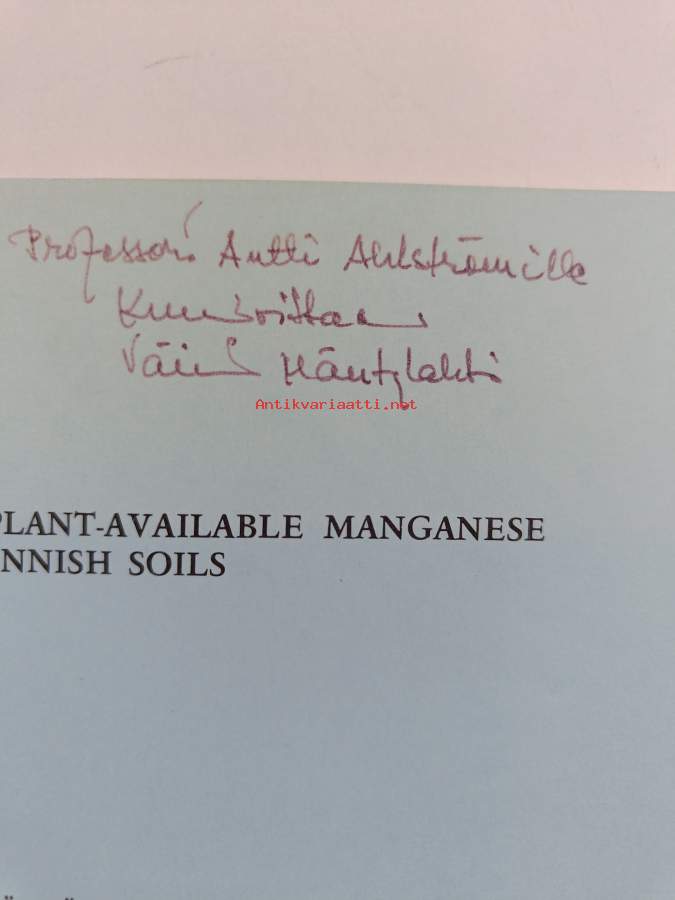 Professori Antti Ahlströmille
Kunnioittaen
Väinö Mäntylahti
Antikvariaatti.net
PLANT-AVAILABLE MANGANESE
NNISH SOILS